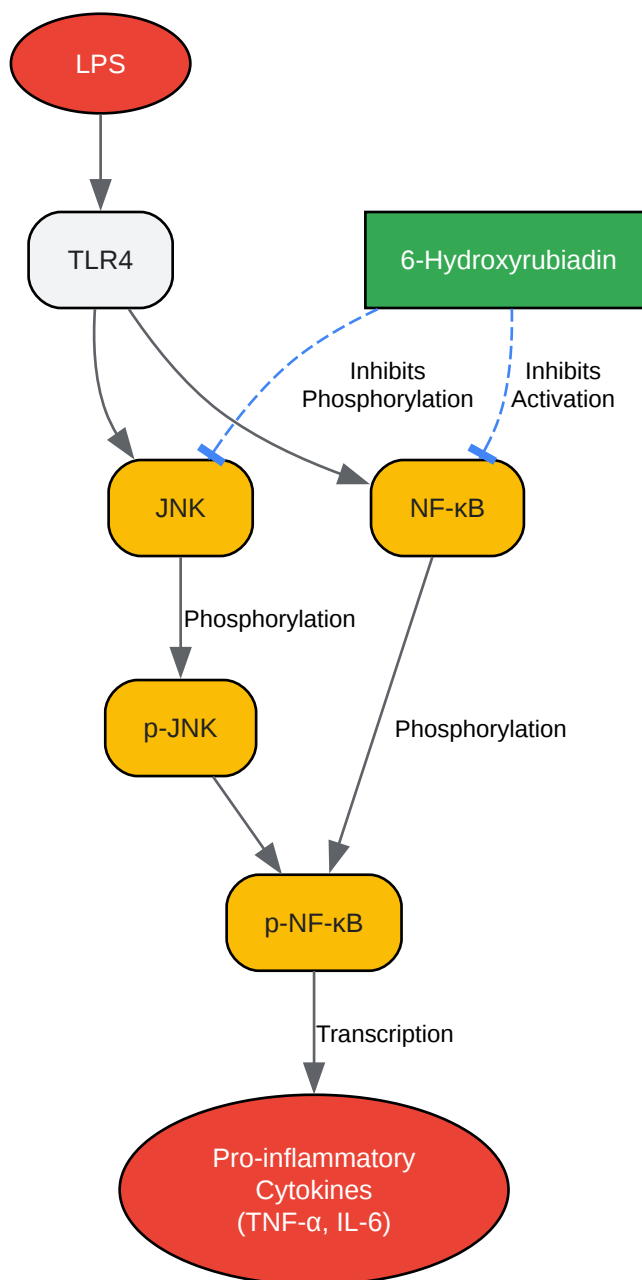 LPS
TLR4
6-Hydroxyrubiadin
Inhibits
Phosphorylation
Inhibits
Activation
JNK
NF-κB
Phosphorylation
p-JNK
Phosphorylation
p-NF-κB
Transcription
Pro-inflammatory
Cytokines
(TNF-α, IL-6)